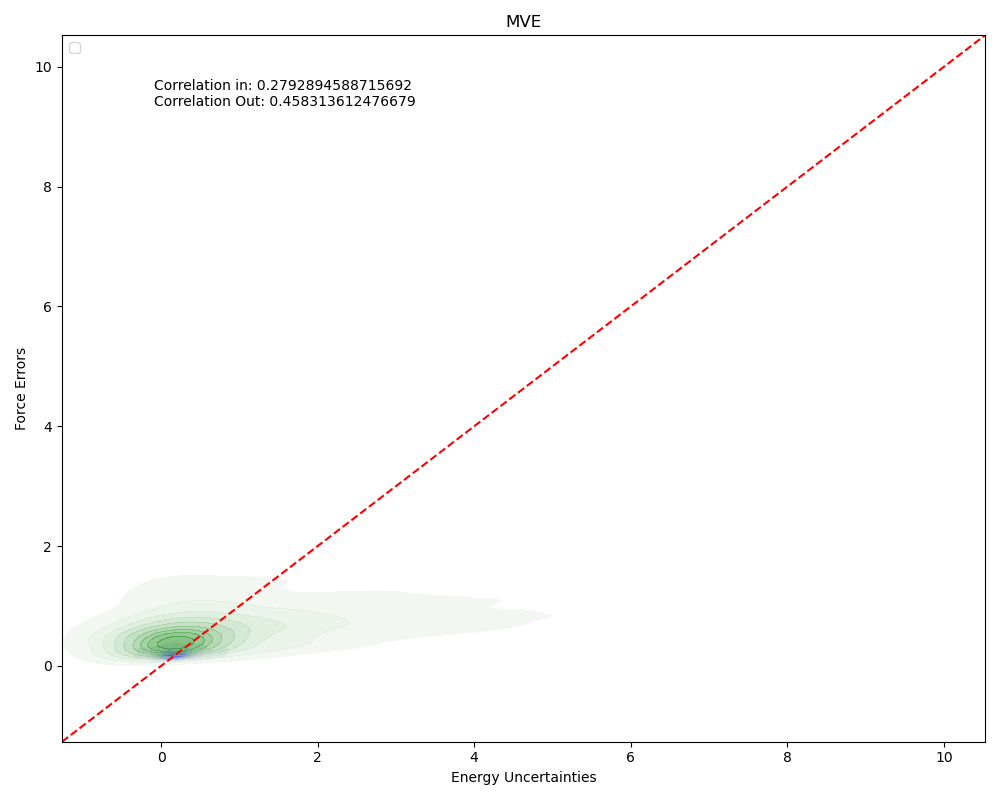 MVE
Correlation in: 0.2792894588715692
Correlation Out: 0.458313612476679
10
8
6
4
2
0
Force Errors
0 2 4 6 8 10
Energy Uncertainties